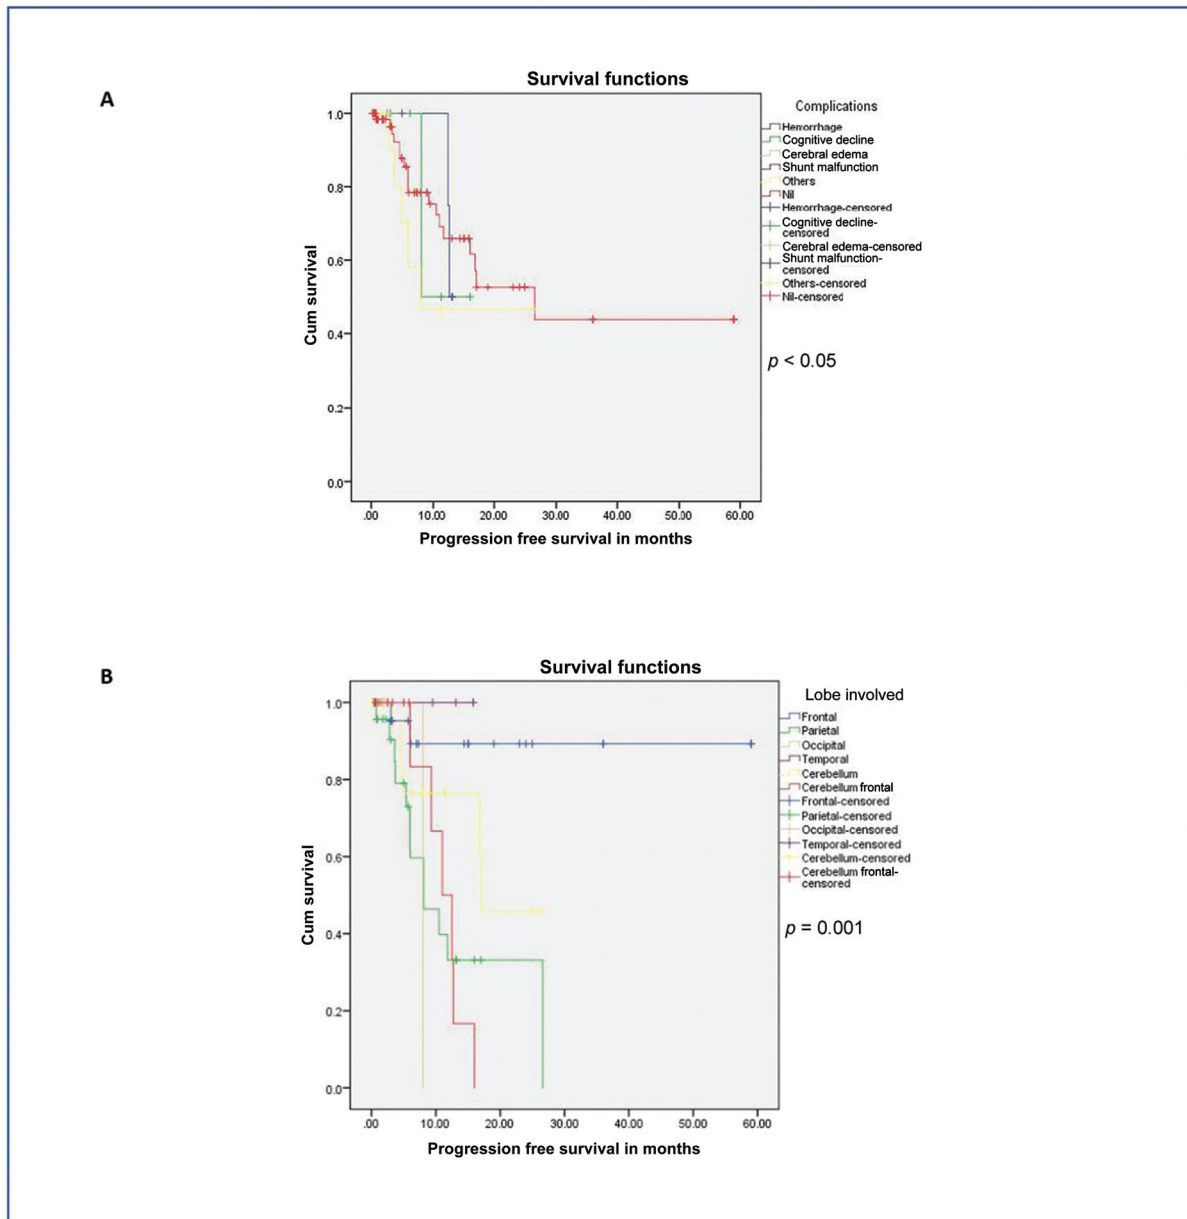 A
Survival functions
Complications
Hemorrhage
Cognitive decline
Cerebral edema
Shunt malfunction
Others
Nil
Hemorrhage-censored
Cognitive decline-
censored
Cerebral edema-censored
Shunt malfunction-
censored
Others-censored
Nil-censored
p < 0.05
Cum survival
1.0
0.8
0.6
0.4
0.2
0.0
.00 10.00 20.00 30.00 40.00 50.00 60.00
Progression free survival in months
B
Survival functions
Lobe involved
Frontal
Parietal
Occipital
Temporal
Cerebellum
Cerebellum frontal
Frontal-censored
Parietal-censored
Occipital-censored
Temporal-censored
Cerebellum-censored
Cerebellum frontal-
censored
p = 0.001
Cum survival
1.0
0.8
0.6
0.4
0.2
0.0
.00 10.00 20.00 30.00 40.00 50.00 60.00
Progression free survival in months